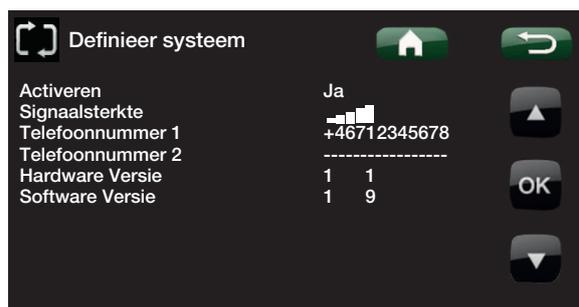 Definieer systeem
Activeren Ja
Signaalsterkte
Telefoonnummer 1 +46712345678
Telefoonnummer 2 -----------------
Hardware Versie 1 1
Software Versie 1 9
OK